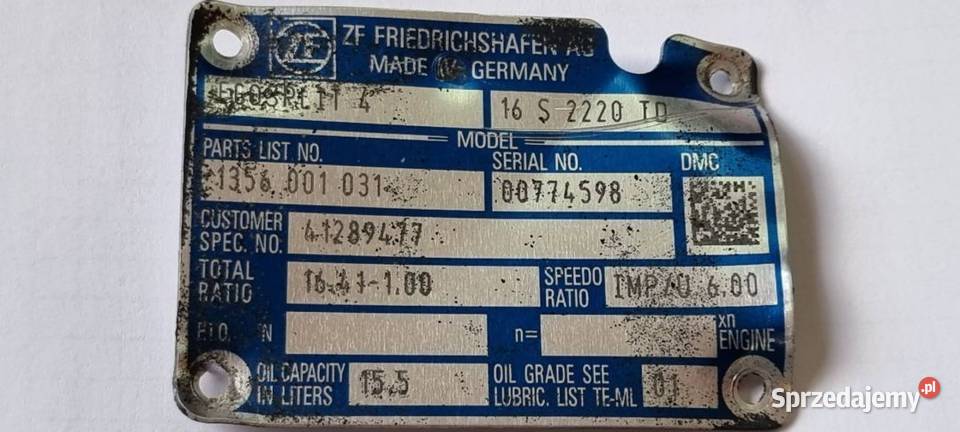 ZF ZF FRIEDRICHSHAFEN AG
MADE IN GERMANY
ECOSPLIT 4 16 S 2220 TD
MODEL
PARTS LIST NO. SERIAL NO. DMC
1356 001 031 00774598
CUSTOMER SPEC. NO. 41289477
TOTAL RATIO 16.41-1.00 SPEEDO RATIO IMP/U 6.00
P.T.O. N n= xn ENGINE
OIL CAPACITY IN LITERS 15.5 OIL GRADE SEE LUBRIC. LIST TE-ML 01
Sprzedajemy.pl